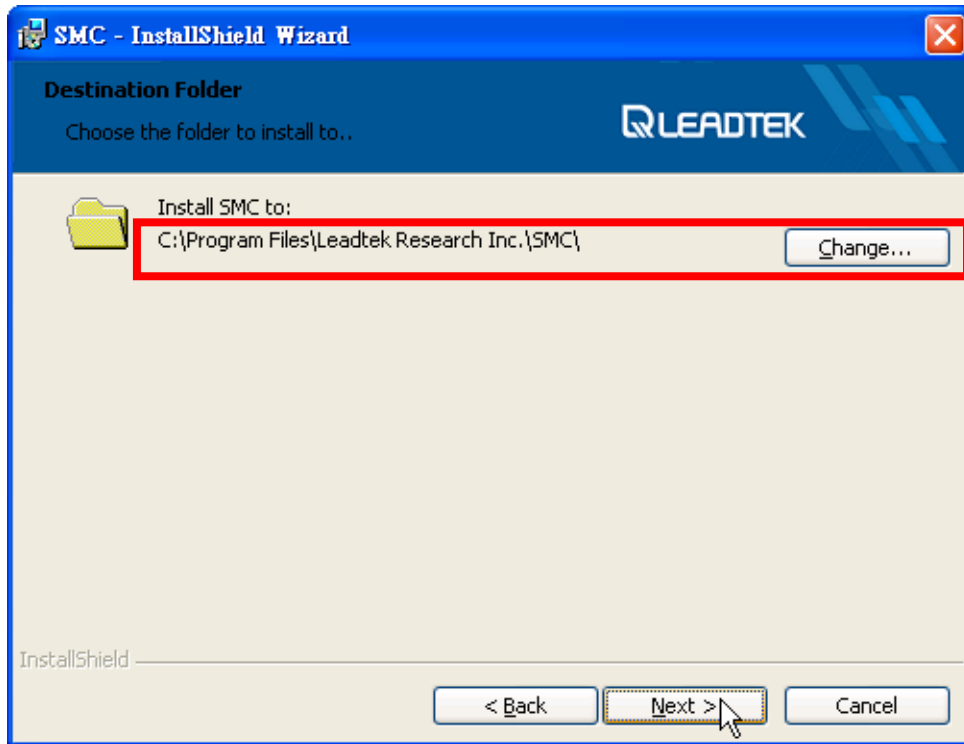 SMC - InstallShield Wizard
Destination Folder
Choose the folder to install to..
LEADTEK
Install SMC to:
C:\Program Files\Leadtek Research Inc.\SMC\
Change...
InstallShield
< Back
Next >
Cancel